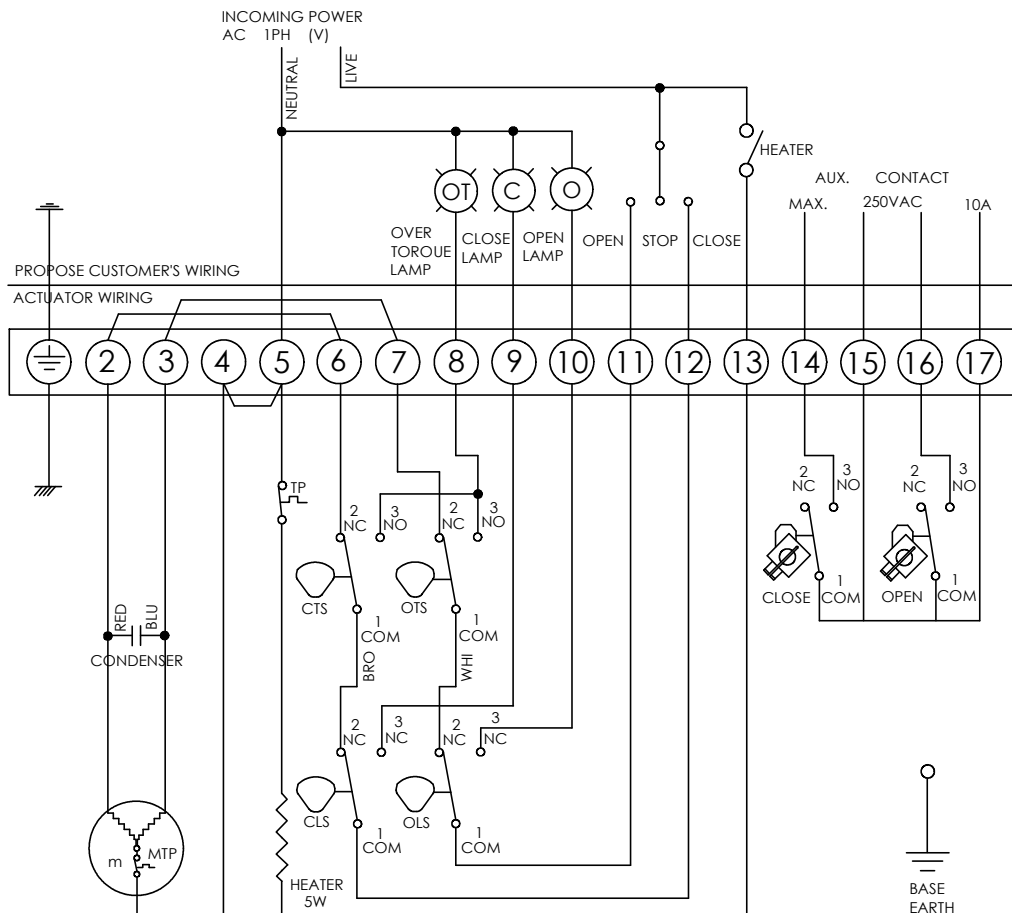 INCOMING POWER
AC 1PH (V)
NEUTRAL
LIVE
HEATER
OT
C
O
AUX. CONTACT
MAX. 250VAC 10A
OVER
TOROUE
LAMP
CLOSE
LAMP
OPEN
LAMP
OPEN STOP CLOSE
PROPOSE CUSTOMER'S WIRING
ACTUATOR WIRING
2 3 4 5 6 7 8 9 10 11 12 13 14 15 16 17
TP
2
NC
3
NO
2
NC
3
NO
2
NC
3
NO
2
NC
3
NO
CTS
OTS
1
COM
1
COM
CLOSE
1
COM
OPEN
1
COM
RED
BLU
CONDENSER
BRO
WHI
2
NC
3
NC
2
NC
3
NC
CLS
OLS
1
COM
1
COM
m
MTP
HEATER
5W
BASE
EARTH